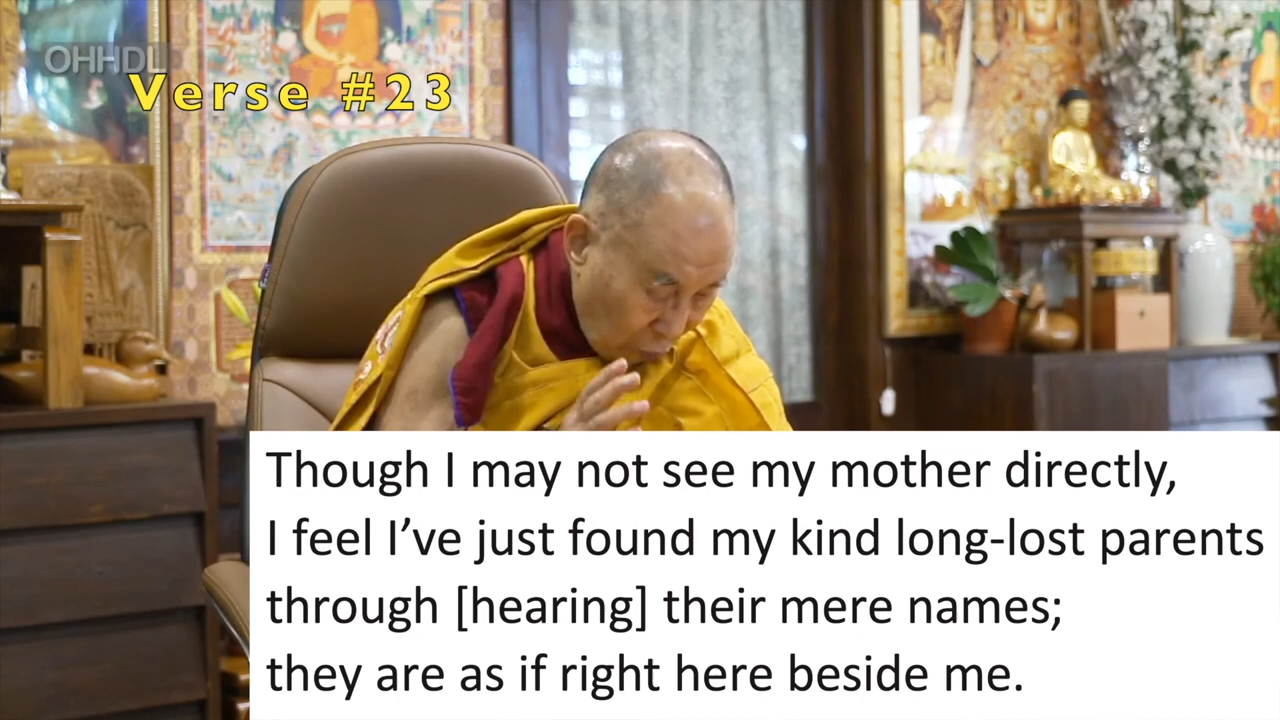 OHHDL
Verse #23
Though I may not see my mother directly,
I feel I’ve just found my kind long-lost parents
through [hearing] their mere names;
they are as if right here beside me.